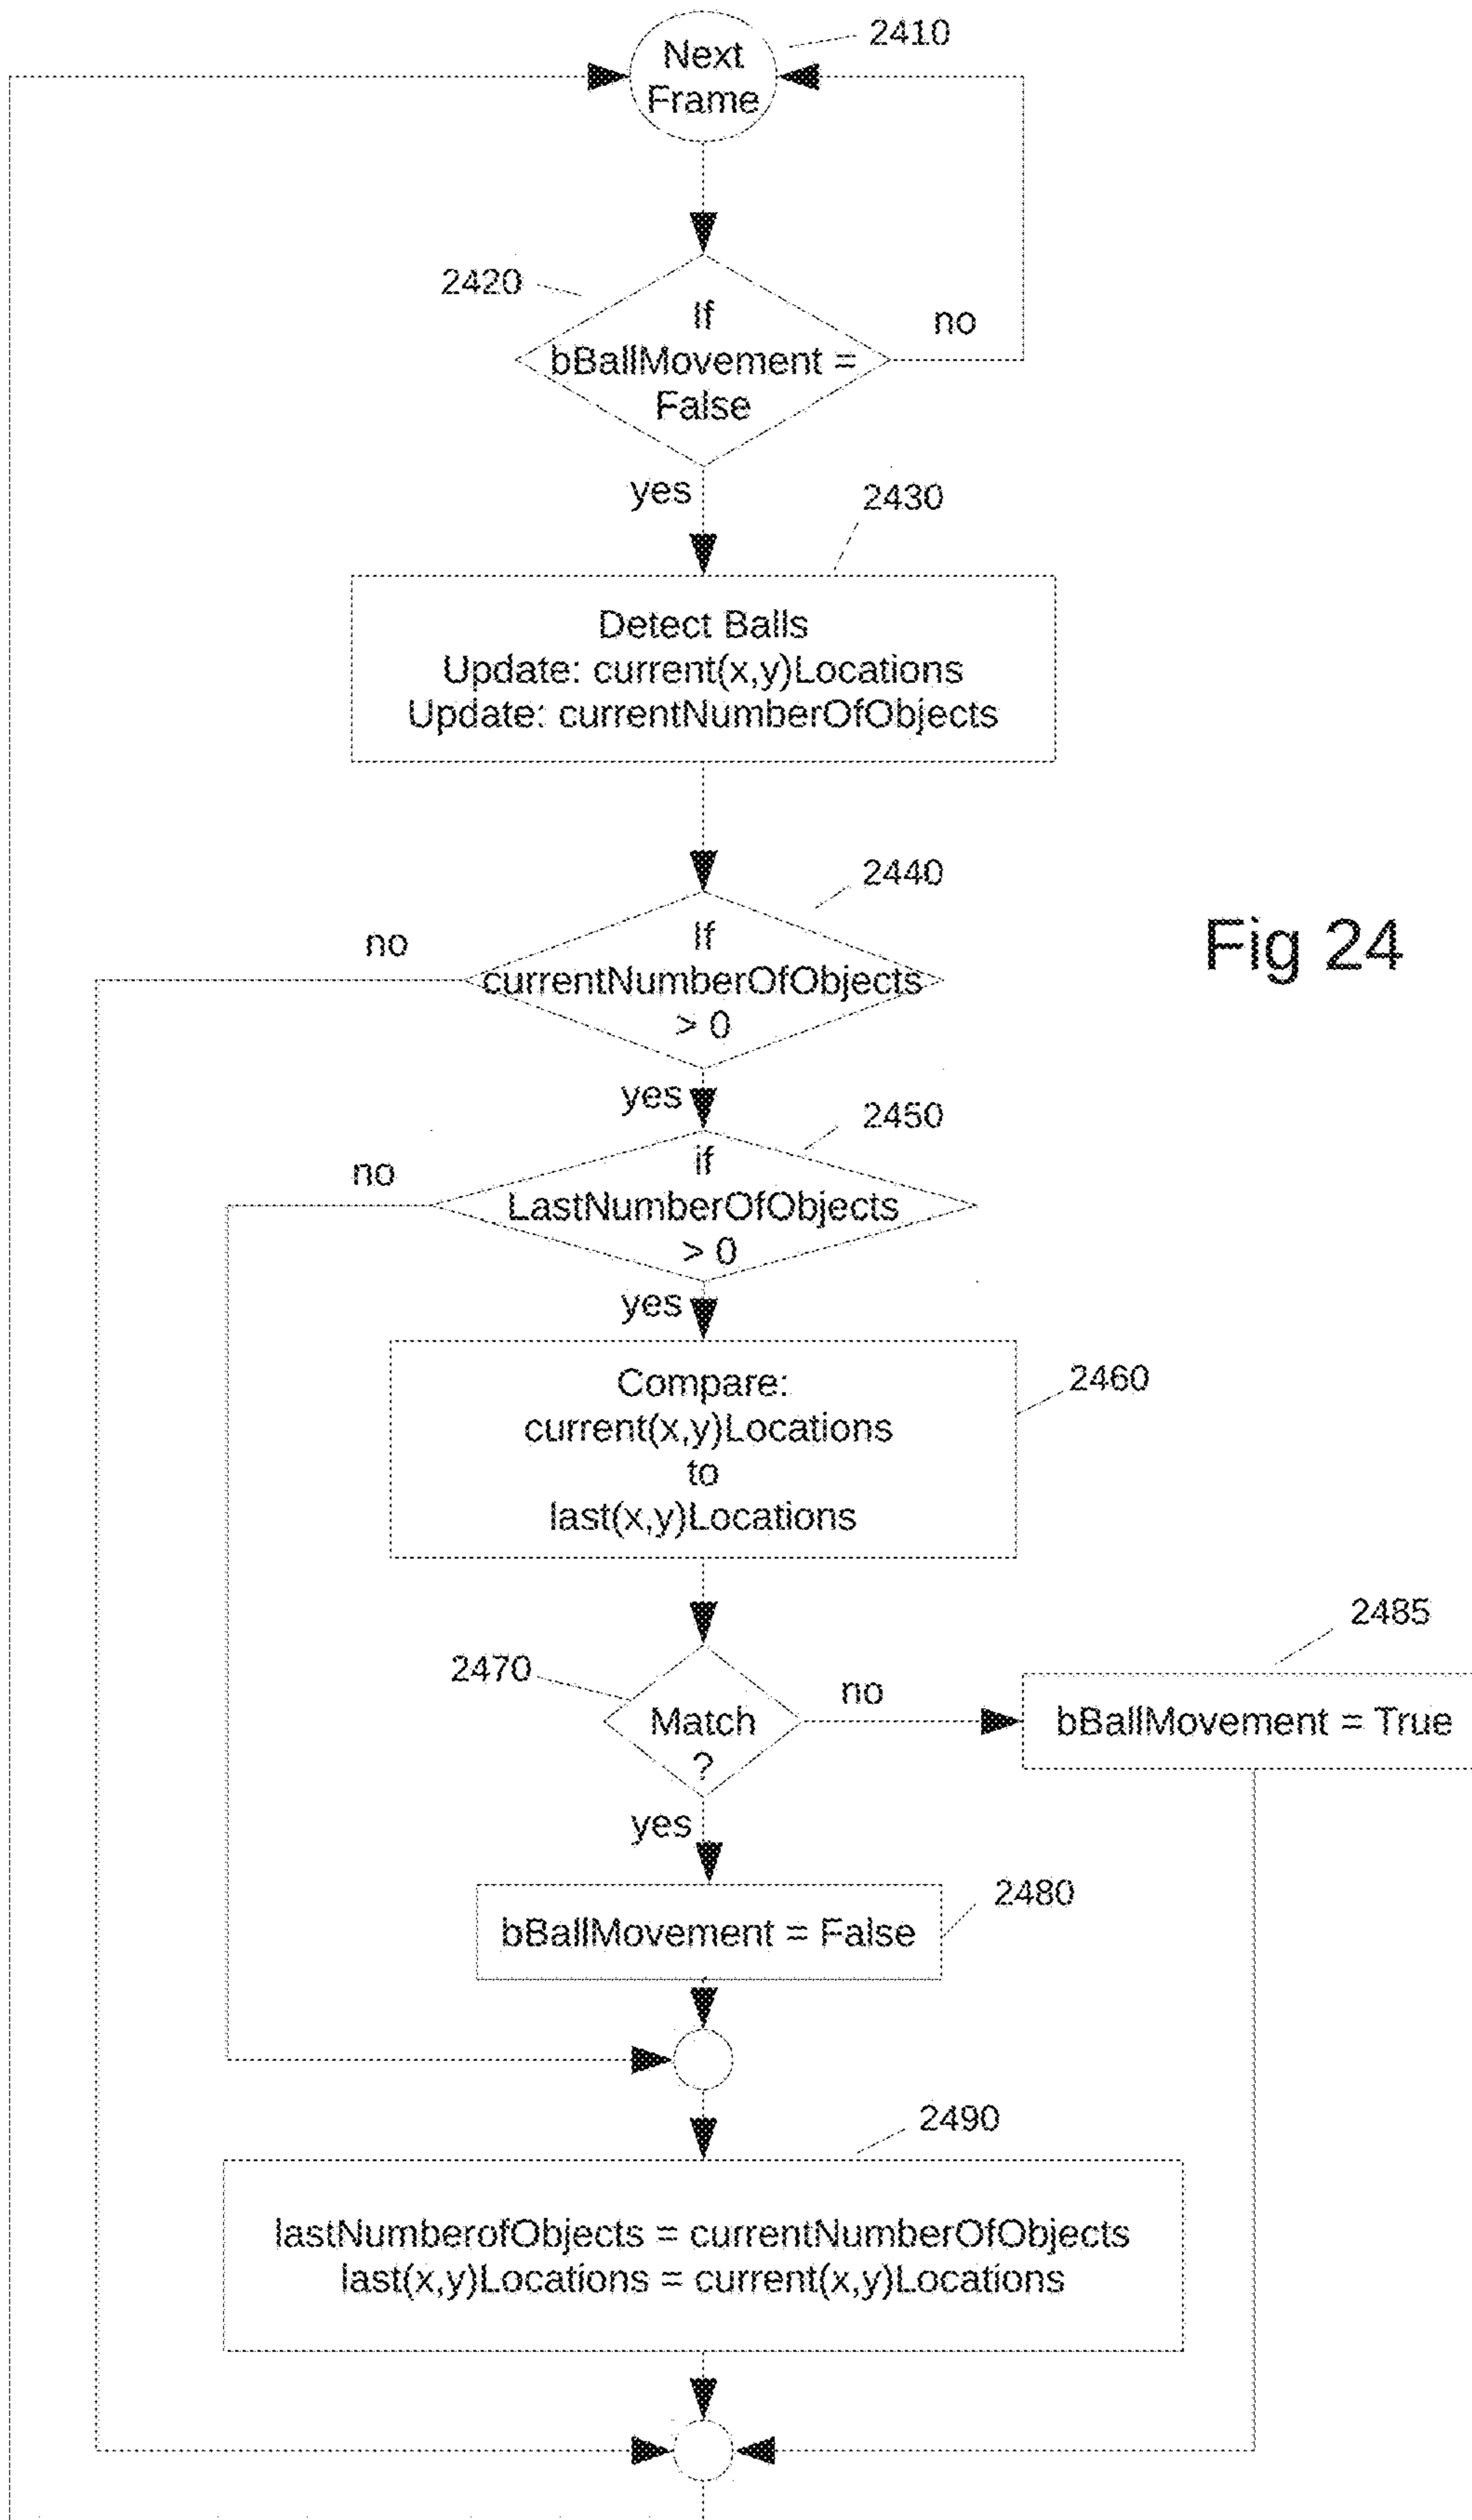 2410
Next
Frame
2420
If
bBallMovement =
False
no
yes
2430
Detect Balls
Update: current(x,y)Locations
Update: currentNumberOfObjects
2440
no
If
currentNumberOfObjects
> 0
Fig 24
yes
2450
no
if
LastNumberOfObjects
> 0
yes
Compare:
current(x,y)Locations
to
last(x,y)Locations
2460
2485
2470
Match
?
no
bBallMovement = True
yes
2480
bBallMovement = False
2490
lastNumberofObjects = currentNumberOfObjects
last(x,y)Locations = current(x,y)Locations